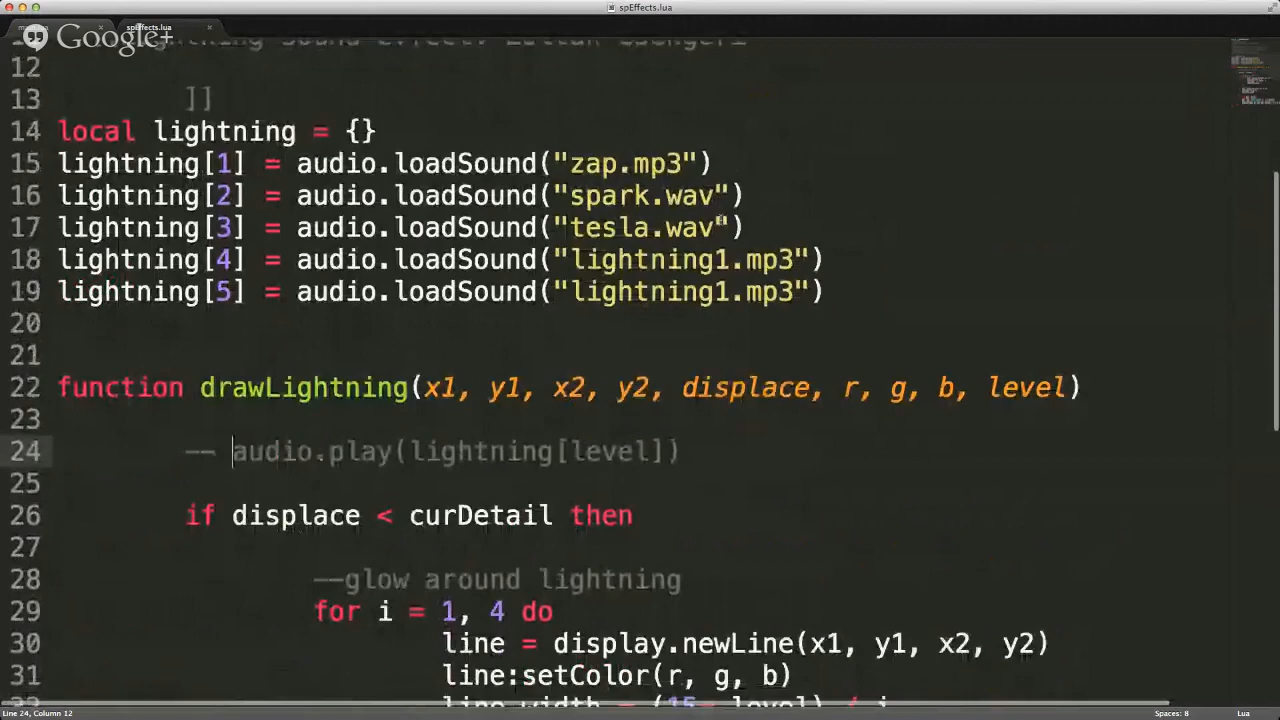 spEffects.lua
spEffects.lua
Google+
12
13 ]]
14 local lightning = {}
15 lightning[1] = audio.loadSound("zap.mp3")
16 lightning[2] = audio.loadSound("spark.wav")
17 lightning[3] = audio.loadSound("tesla.wav")
18 lightning[4] = audio.loadSound("lightning1.mp3")
19 lightning[5] = audio.loadSound("lightning1.mp3")
20
21
22 function drawLightning(x1, y1, x2, y2, displace, r, g, b, level)
23
24 -- audio.play(lightning[level])
25
26 if displace < curDetail then
27
28 --glow around lightning
29 for i = 1, 4 do
30 line = display.newLine(x1, y1, x2, y2)
31 line:setColor(r, g, b)
Line 24, Column 12
Spaces: 8
Lua